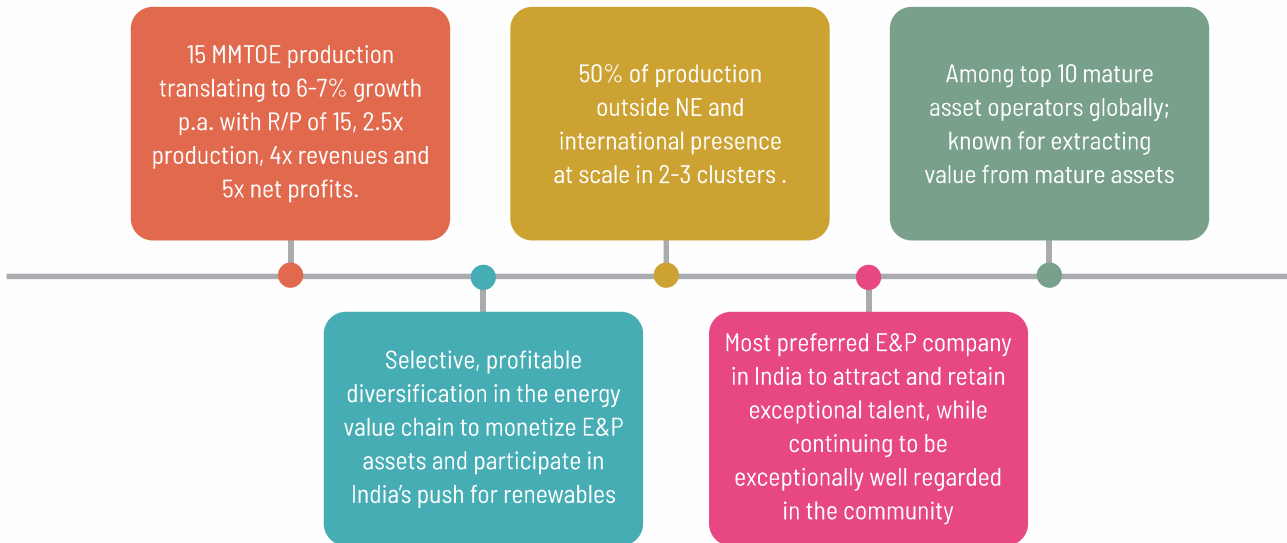 15 MMTOE production
translating to 6-7% growth
p.a. with R/P of 15, 2.5x
production, 4x revenues and
5x net profits.
Selective, profitable
diversification in the energy
value chain to monetize E&P
assets and participate in
India's push for renewables
50% of production
outside NE and
international presence
at scale in 2-3 clusters .
Most preferred E&P company
in India to attract and retain
exceptional talent, while
continuing to be
exceptionally well regarded
in the community
Among top 10 mature
asset operators globally;
known for extracting
value from mature assets